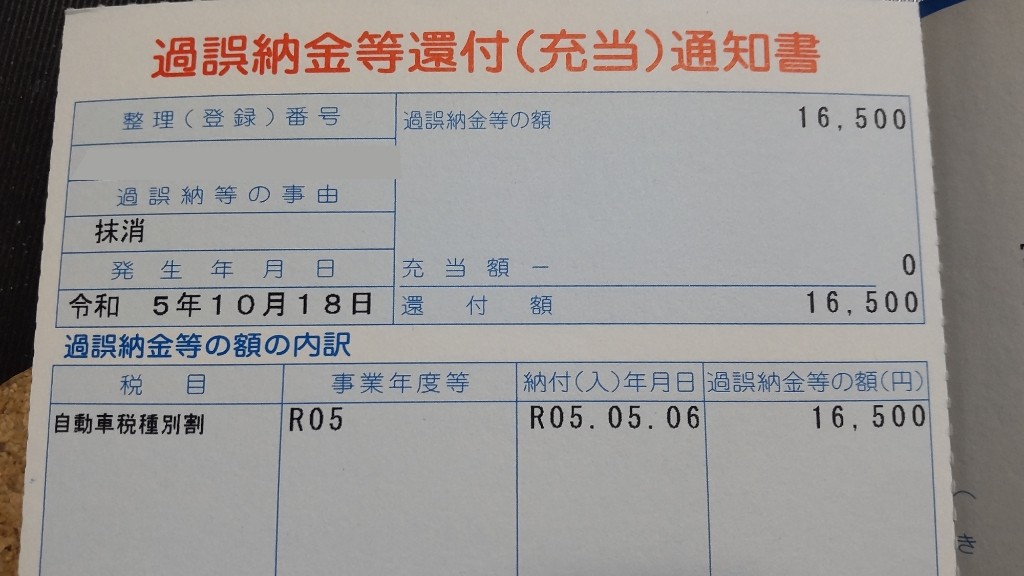 過誤納金等還付(充当)通知書
整理(登録)番号
過誤納金等の額 16,500
過誤納等の事由
抹消
発生年月日
充当額－ 0
令和 5年10月18日
還付額 16,500
過誤納金等の額の内訳
税目 事業年度等 納付(入)年月日 過誤納金等の額(円)
自動車税種別割 R05 R05.05.06 16,500
(
き